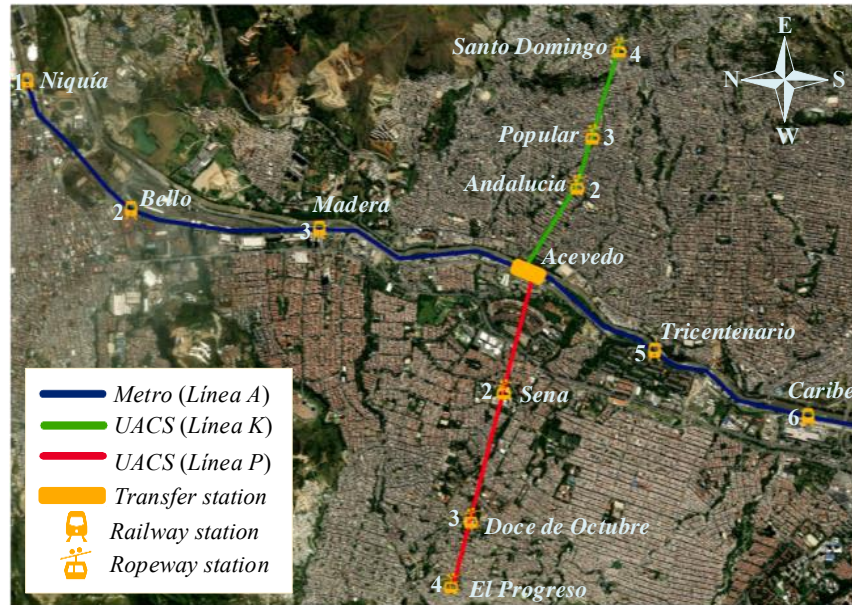 E
N S
W
Santo Domingo
4
1 Niquía
Popular 3
Andalucia 2
2 Bello
Madera
3
Acevedo
Tricentenario
5
Caribe
6
2 Sena
3 Doce de Octubre
4 El Progreso
Metro (Línea A)
UACS (Línea K)
UACS (Línea P)
Transfer station
Railway station
Ropeway station